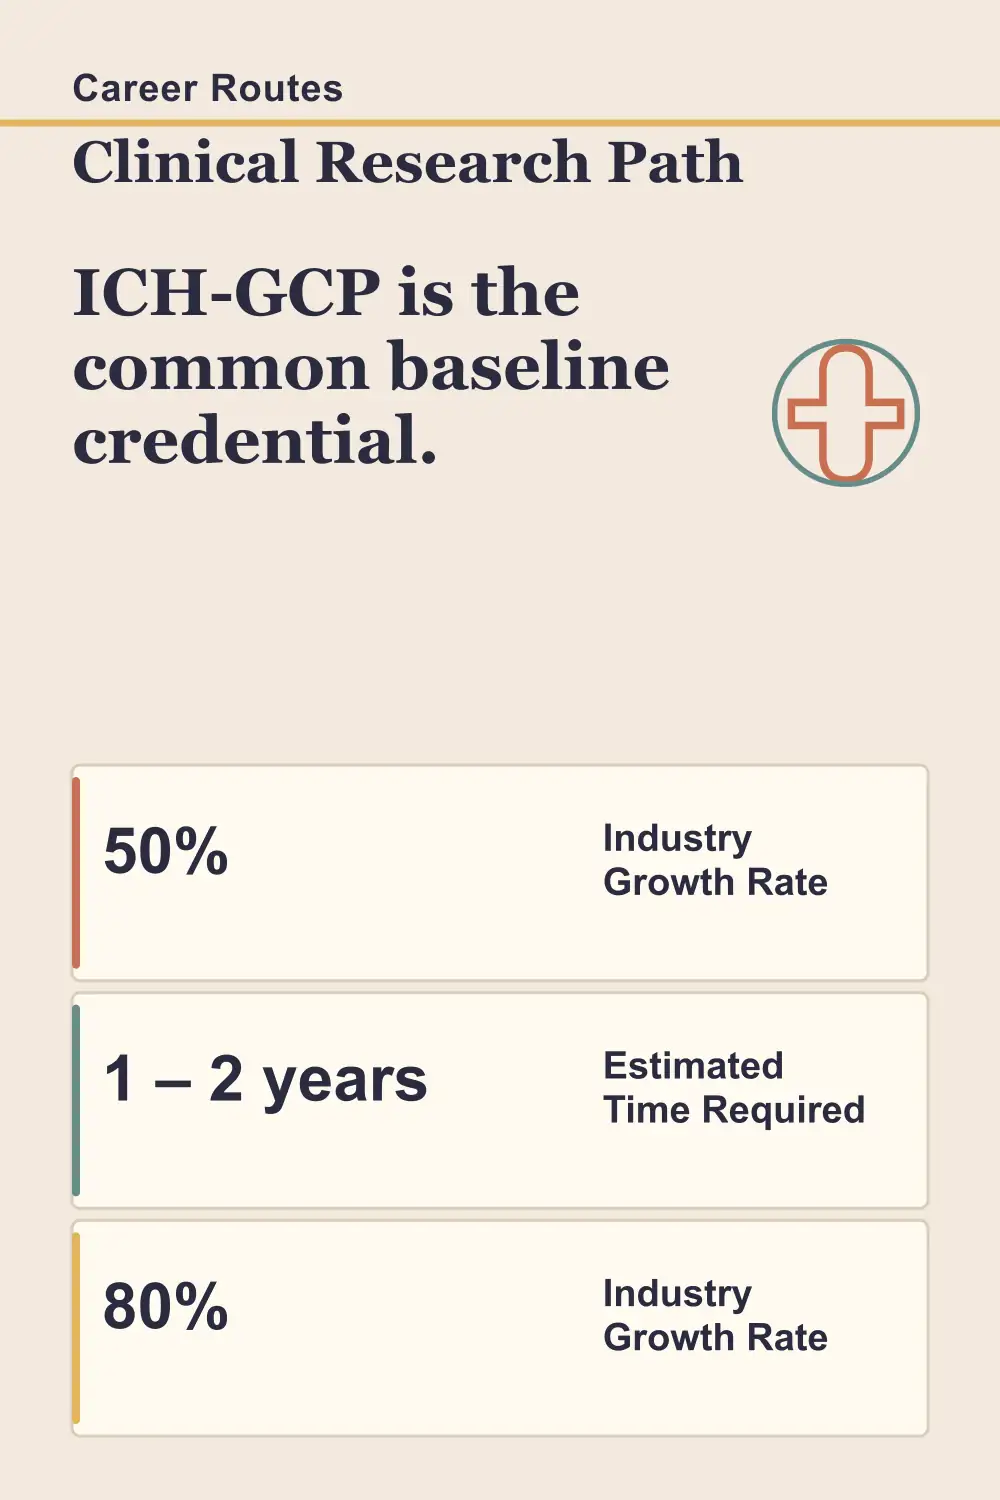 Career Routes
Clinical Research Path
ICH-GCP is the
common baseline
credential.
50%
Industry
Growth Rate
1 – 2 years
Estimated
Time Required
80%
Industry
Growth Rate